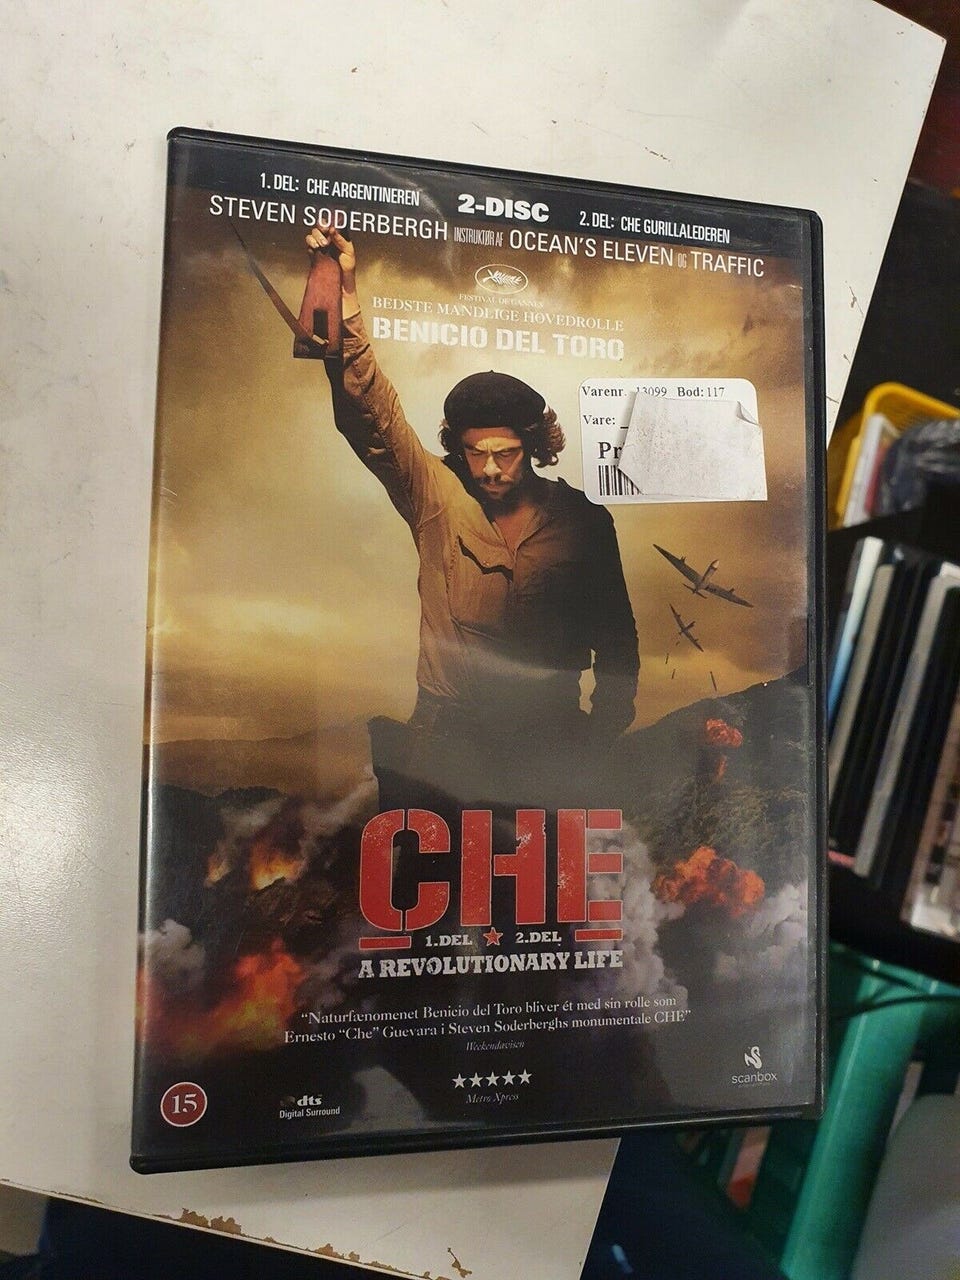 1. DEL: CHE ARGENTINEREN
2-DISC
2. DEL: CHE GURILLALEDEREN
STEVEN SODERBERGH INSTRUKTØR AF OCEAN'S ELEVEN OG TRAFFIC
FESTIVAL DE CANNES
BEDSTE MANDLIGE HOVEDROLLE
BENICIO DEL TORO
Varenr. 13099 Bod: 117
Vare:
CHE
1.DEL ★ 2.DEL
A REVOLUTIONARY LIFE
"Naturfænomenet Benicio del Toro bliver ét med sin rolle som
Ernesto "Che" Guevara i Steven Soderberghs monumentale CHE"
Weekendavisen
★★★★★
Metro Xpress
15
dts
Digital Surround
scanbox